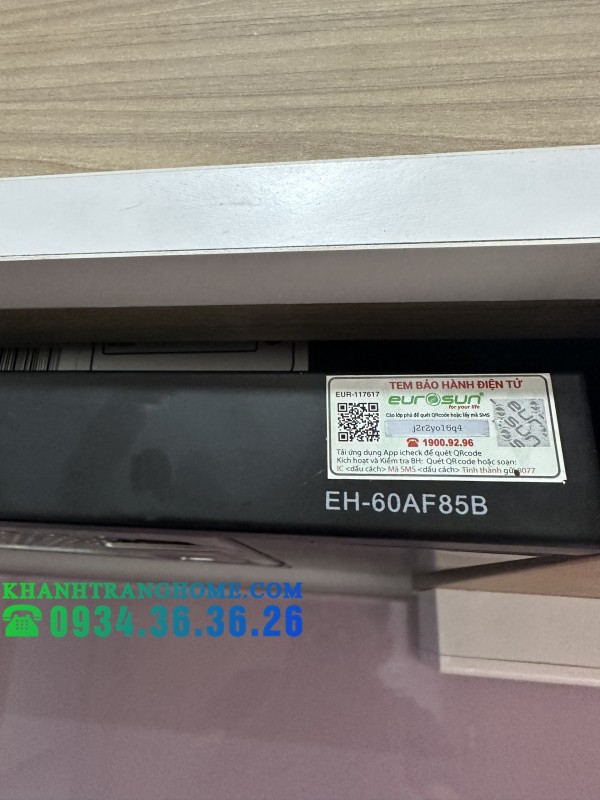 TEM BẢO HÀNH ĐIỆN TỬ
EUR-117617
eurosun
for your life
Cào lớp phủ để quét QRcode hoặc lấy mã SMS
j2r2yo16q4
1900.92.96
Tải ứng dụng App icheck để quét QRcode
Kích hoạt và Kiểm tra BH: Quét QR code hoặc soạn:
IC <dấu cách> Mã SMS <dấu cách> Tỉnh thành gửi 8077
EH-60AF85B
KHANHTRANGHOME.COM
0934.36.36.26